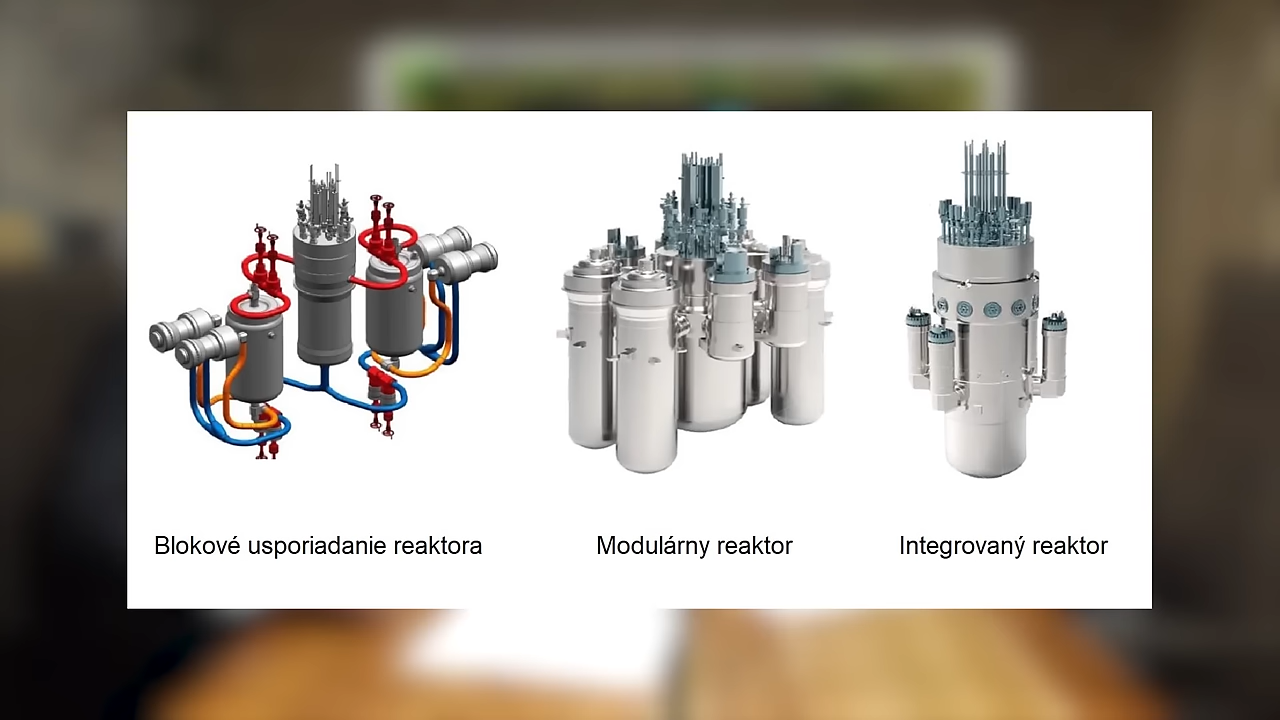 Blokové usporiadanie reaktora
Modulárny reaktor
Integrovaný reaktor